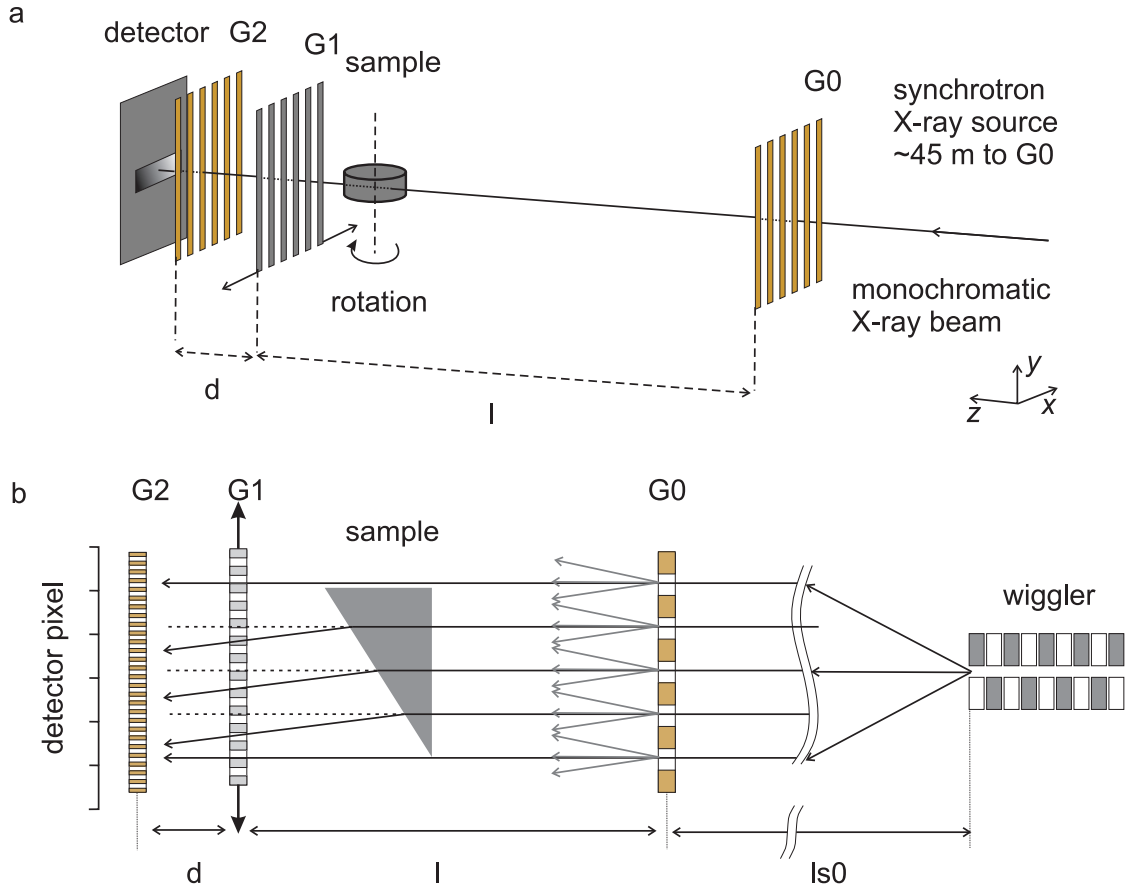 a
detector
G2
G1
sample
G0
synchrotron
X-ray source
~45 m to G0
rotation
monochromatic
X-ray beam
d
l
y
z
x
b
G2
G1
sample
G0
wiggler
detector pixel
d
l
ls0